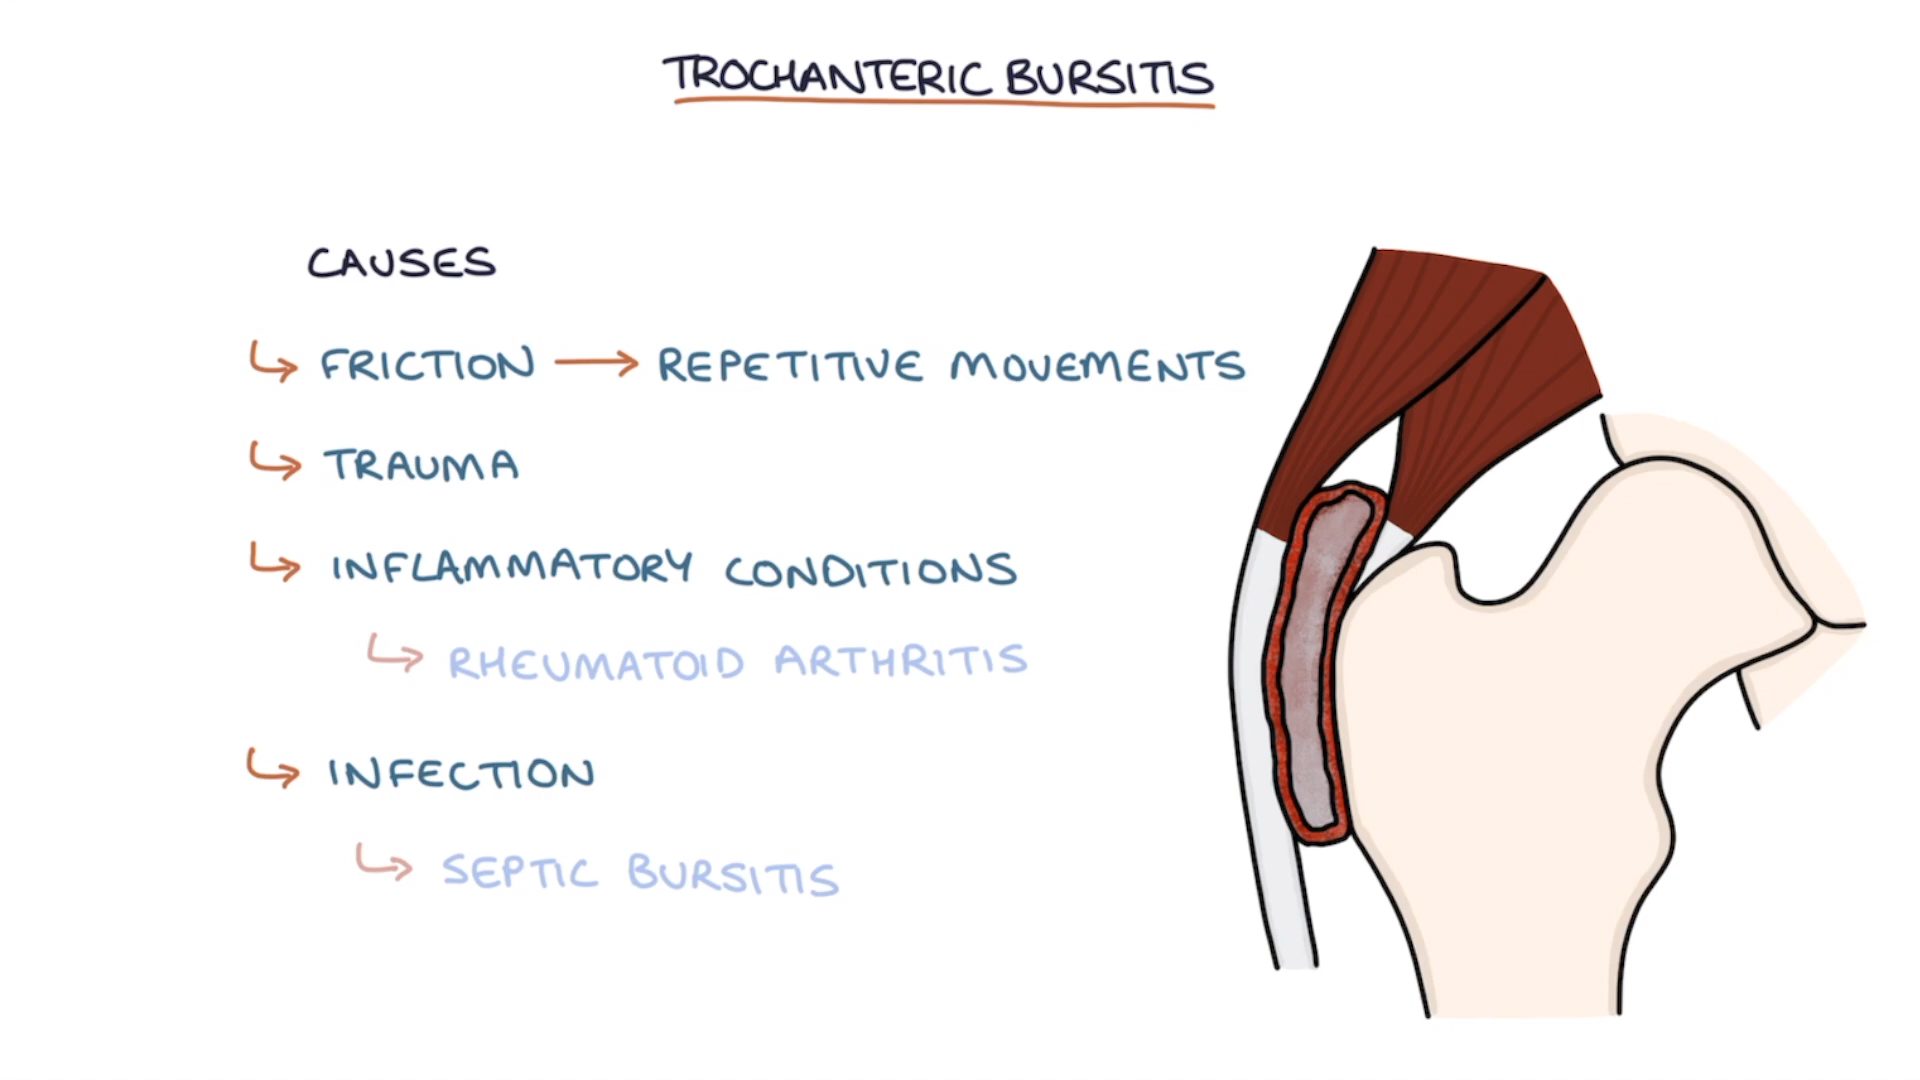 TROCHANTERIC BURSITIS
CAUSES
FRICTION → REPETITIVE MOVEMENTS
TRAUMA
INFLAMMATORY CONDITIONS
RHEUMATOID ARTHRITIS
INFECTION
SEPTIC BURSITIS